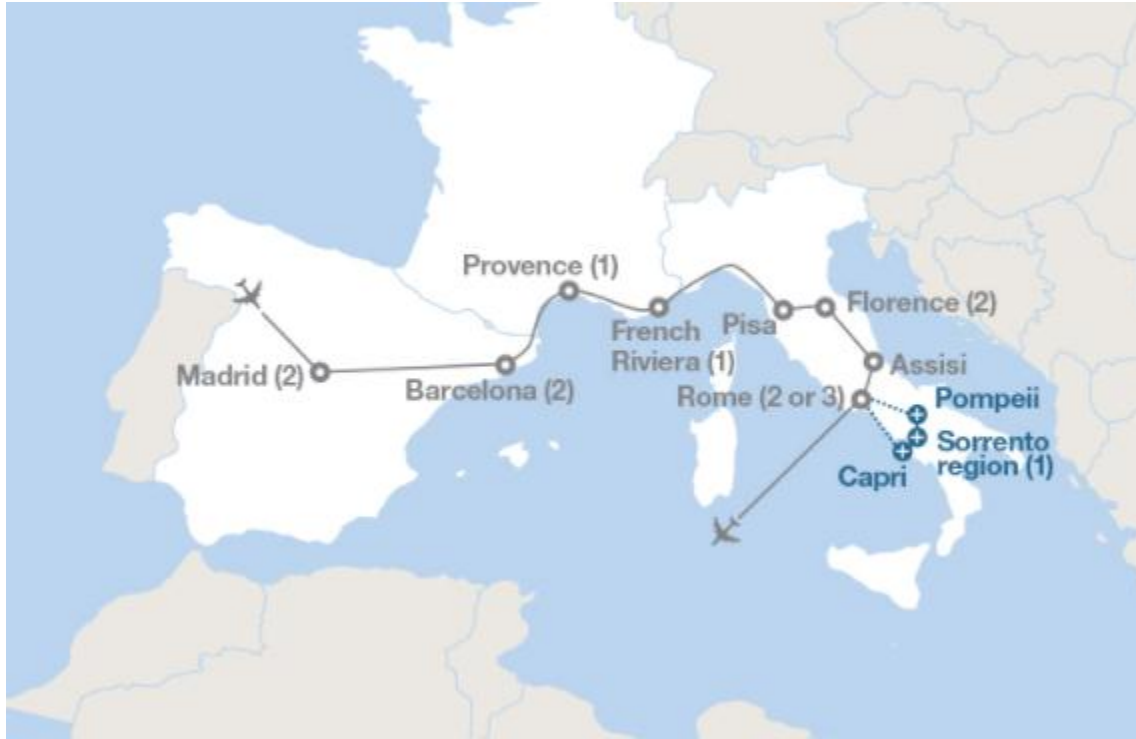 Provence (1)
French
Riviera (1)
Pisa
Florence (2)
Madrid (2)
Barcelona (2)
Assisi
Rome (2 or 3)
Pompeii
Sorrento
region (1)
Capri